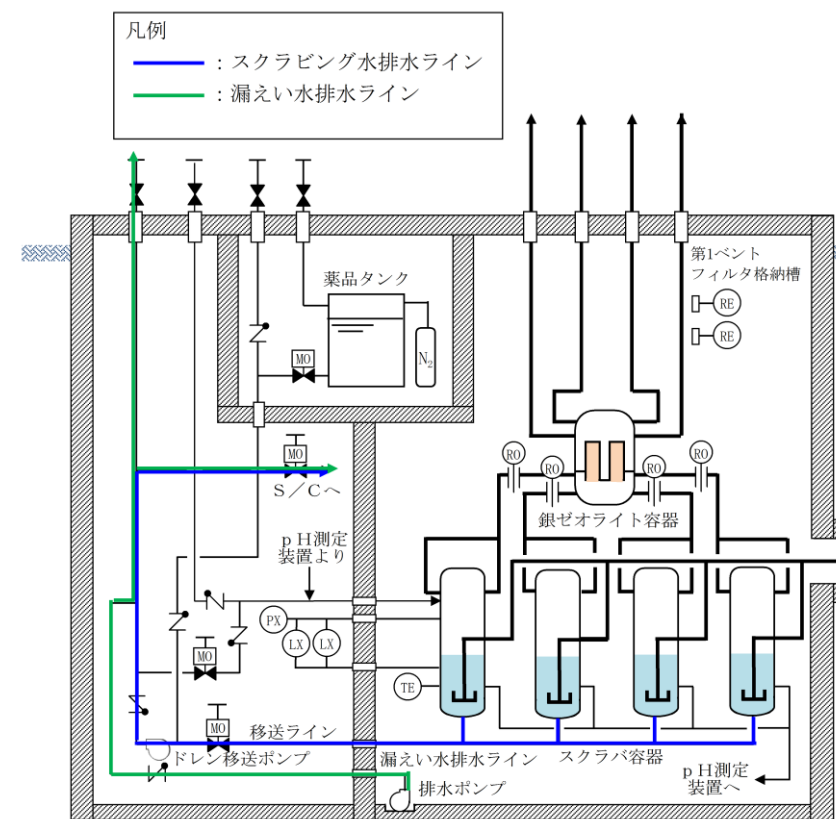 凡例
：スクラビング水排水ライン
：漏えい水排水ライン
第1ベント
フィルタ格納槽
薬品タンク
RE
RE
MO
N2
MO
S／Cへ
RO
RO
RO
RO
銀ゼオライト容器
ｐH測定
装置より
PX
LX
LX
MO
TE
MO
移送ライン
ドレン移送ポンプ
漏えい水排水ライン
スクラバ容器
排水ポンプ
ｐH測定
装置へ